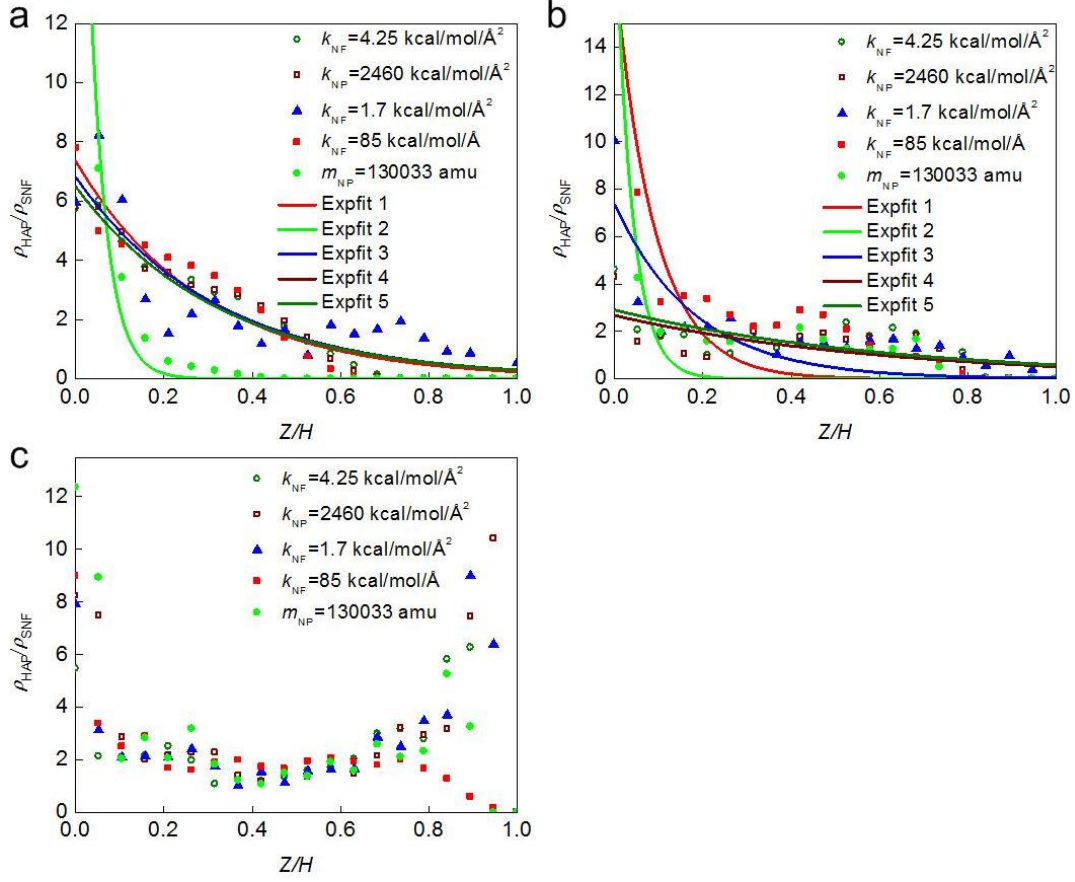 a
12
10
8
6
4
2
0
ρHAP/ρSNF
kNF=4.25 kcal/mol/Å²
kNP=2460 kcal/mol/Å²
kNF=1.7 kcal/mol/Å²
kNF=85 kcal/mol/Å
mNP=130033 amu
Expfit 1
Expfit 2
Expfit 3
Expfit 4
Expfit 5
0.0 0.2 0.4 0.6 0.8 1.0
Z/H
b
14
12
10
8
6
4
2
0
ρHAP/ρSNF
kNF=4.25 kcal/mol/Å²
kNP=2460 kcal/mol/Å²
kNF=1.7 kcal/mol/Å²
kNF=85 kcal/mol/Å
mNP=130033 amu
Expfit 1
Expfit 2
Expfit 3
Expfit 4
Expfit 5
0.0 0.2 0.4 0.6 0.8 1.0
Z/H
c
12
10
8
6
4
2
0
ρHAP/ρSNF
kNF=4.25 kcal/mol/Å²
kNP=2460 kcal/mol/Å²
kNF=1.7 kcal/mol/Å²
kNF=85 kcal/mol/Å
mNP=130033 amu
0.0 0.2 0.4 0.6 0.8 1.0
Z/H